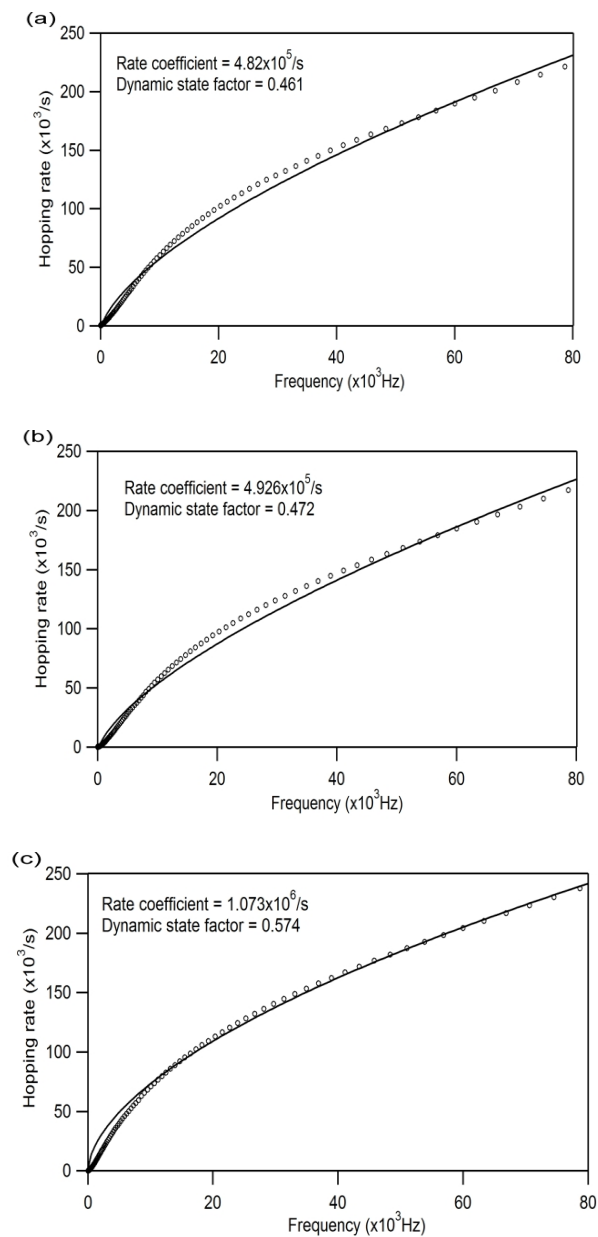 (a)
250
200
150
100
50
0
Rate coefficient = 4.82x10⁵/s
Dynamic state factor = 0.461
Hopping rate (x10³/s)
0 20 40 60 80
Frequency (x10³Hz)
(b)
250
200
150
100
50
0
Rate coefficient = 4.926x10⁵/s
Dynamic state factor = 0.472
Hopping rate (x10³/s)
0 20 40 60 80
Frequency (x10³Hz)
(c)
250
200
150
100
50
0
Rate coefficient = 1.073x10⁶/s
Dynamic state factor = 0.574
Hopping rate (x10³/s)
0 20 40 60 80
Frequency (x10³Hz)